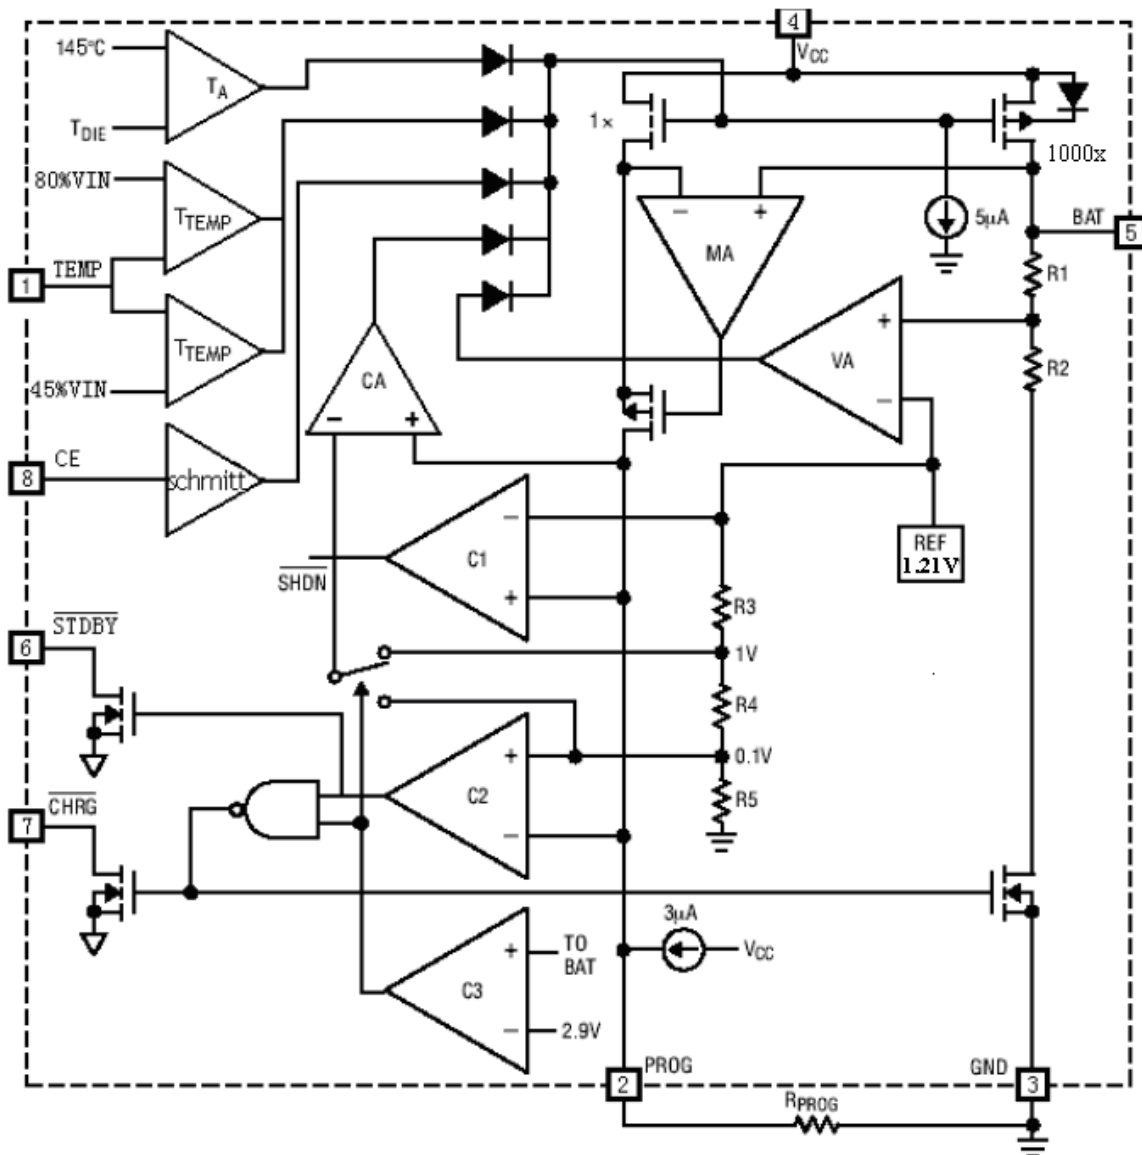 4
VCC
145°C
TA
TDIE
1×
1000x
80%VIN
TTEMP
1
TEMP
TTEMP
45%VIN
−
+
MA
5µA
BAT
5
R1
+
VA
−
R2
CA
−
+
8
CE
schmitt
−
C1
+
SHDN
REF
1.21V
R3
1V
R4
0.1V
R5
6
STDBY
+
C2
−
7
CHRG
3µA
VCC
+
C3
−
TO
BAT
2.9V
2
PROG
GND
3
RPROG